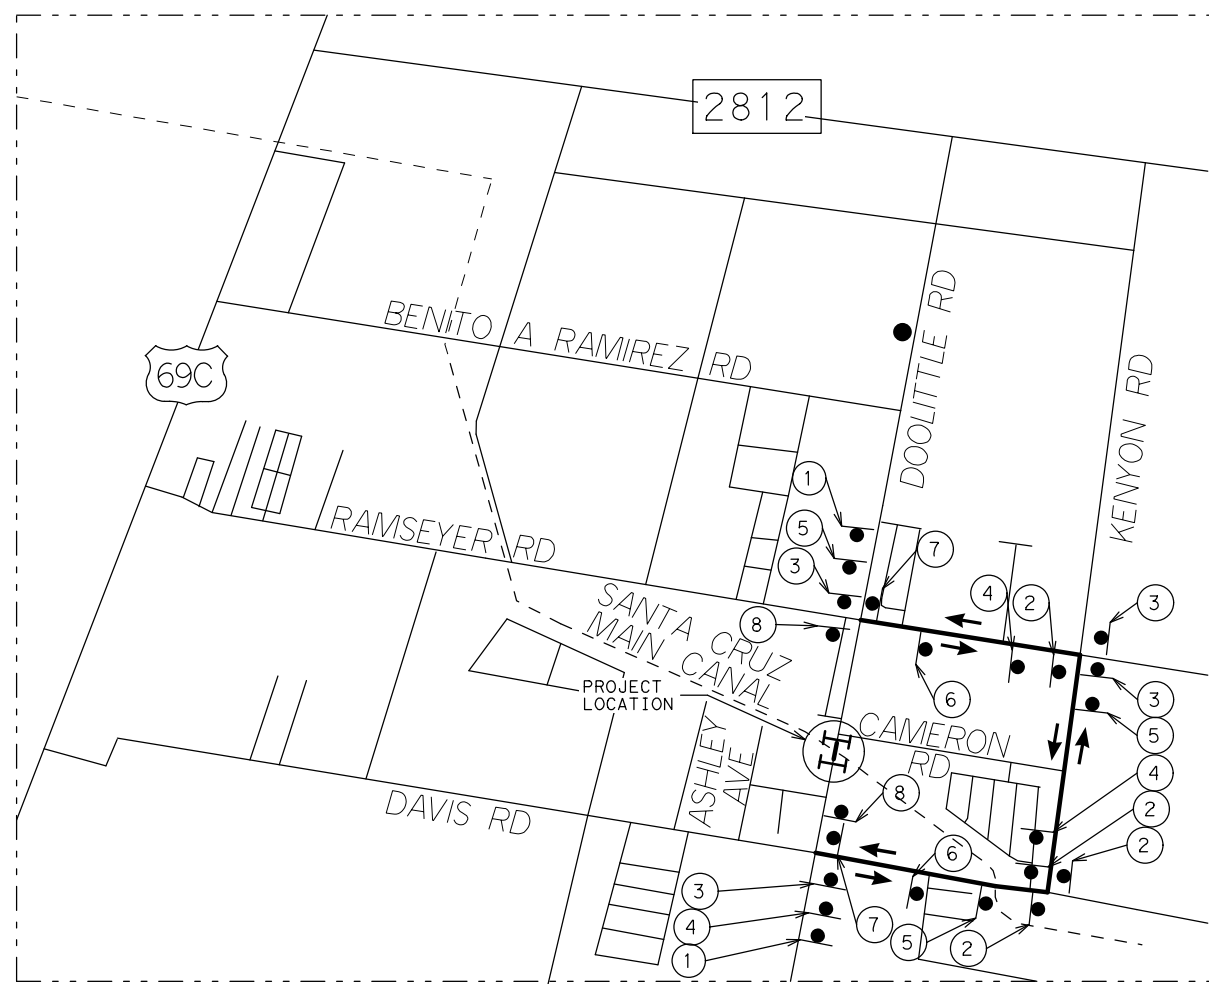 2812
BENITO A RAMIREZ RD
DOOLITTLE RD
KENYON RD
69C
1
RAMSEYER RD
5
7
3
4
2
3
SANTA CRUZ
MAIN CANAL
8
6
3
PROJECT
LOCATION
5
CAMERON
RD
ASHLEY
AVE
4
8
2
DAVIS RD
2
6
3
4
7
5
2
1